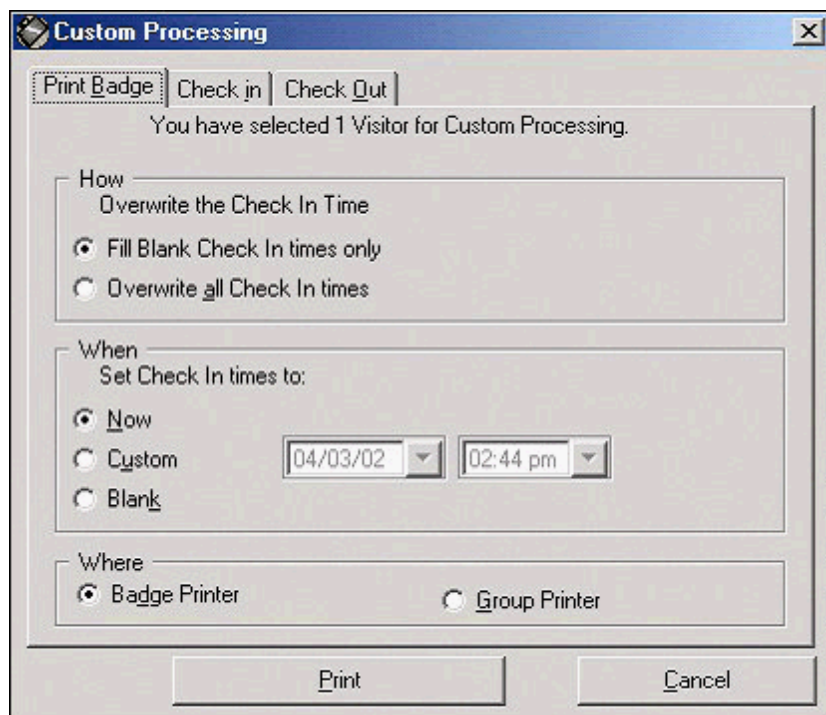 Custom Processing
Print Badge Check in Check Out
You have selected 1 Visitor for Custom Processing.
How
Overwrite the Check In Time
Fill Blank Check In times only
Overwrite all Check In times
When
Set Check In times to:
Now
Custom 04/03/02 02:44 pm
Blank
Where
Badge Printer Group Printer
Print Cancel